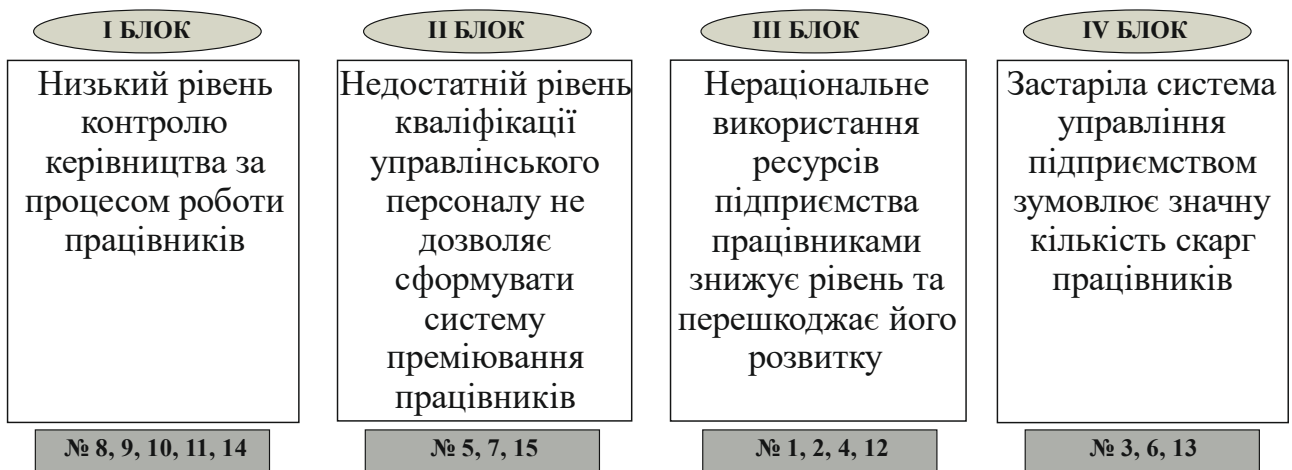 І БЛОК
Низький рівень
контролю
керівництва за
процесом роботи
працівників
№ 8, 9, 10, 11, 14
ІІ БЛОК
Недостатній рівень
кваліфікації
управлінського
персоналу не
дозволяє
сформувати
систему
преміювання
працівників
№ 5, 7, 15
ІІІ БЛОК
Нераціональне
використання
ресурсів
підприємства
працівниками
знижує рівень та
перешкоджає його
розвитку
№ 1, 2, 4, 12
ІV БЛОК
Застаріла система
управління
підприємством
зумовлює значну
кількість скарг
працівників
№ 3, 6, 13